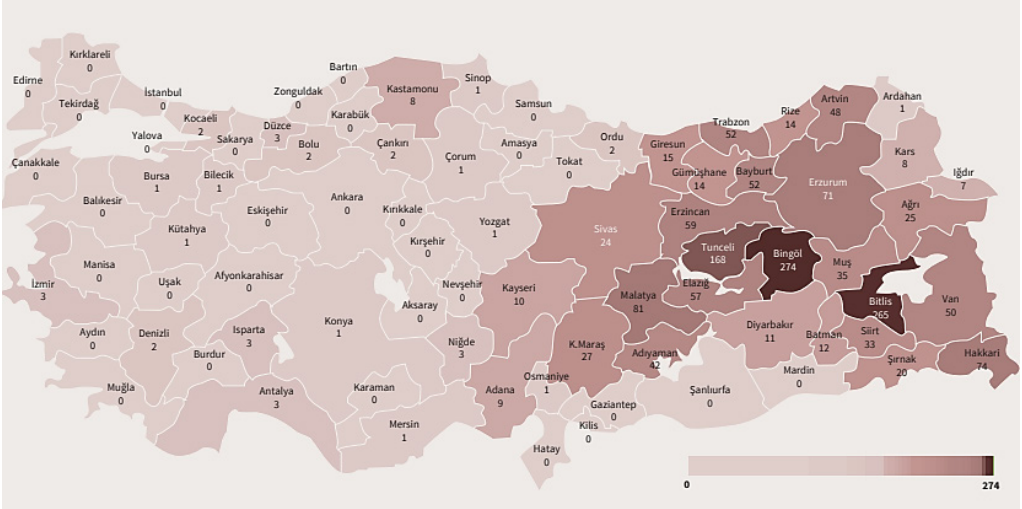 Kırklareli
0
Edirne
0
Tekirdağ
0
İstanbul
0
Yalova
0
Kocaeli
2
Sakarya
0
Düzce
3
Zonguldak
0
Bartın
0
Karabük
0
Bolu
2
Kastamonu
8
Çankırı
2
Sinop
1
Samsun
0
Çorum
1
Amasya
0
Tokat
0
Ordu
2
Giresun
15
Trabzon
52
Rize
14
Artvin
48
Ardahan
1
Kars
8
Iğdır
7
Gümüşhane
14
Bayburt
52
Erzurum
71
Ağrı
25
Çanakkale
0
Bursa
1
Bilecik
1
Balıkesir
0
Kütahya
1
Eskişehir
0
Ankara
0
Kırıkkale
0
Kırşehir
0
Yozgat
1
Sivas
24
Erzincan
59
Tunceli
168
Bingöl
274
Muş
35
Bitlis
265
Van
50
Elazığ
57
Malatya
81
Manisa
0
İzmir
3
Uşak
0
Afyonkarahisar
0
Aksaray
0
Nevşehir
0
Kayseri
10
Konya
1
Niğde
3
Aydın
0
Denizli
2
Isparta
3
Burdur
0
Muğla
0
Antalya
3
Karaman
0
Mersin
1
Adana
9
Osmaniye
1
K.Maraş
27
Adıyaman
42
Diyarbakır
11
Batman
12
Siirt
33
Şırnak
20
Hakkari
74
Mardin
0
Şanlıurfa
0
Gaziantep
0
Kilis
0
Hatay
0
0
274